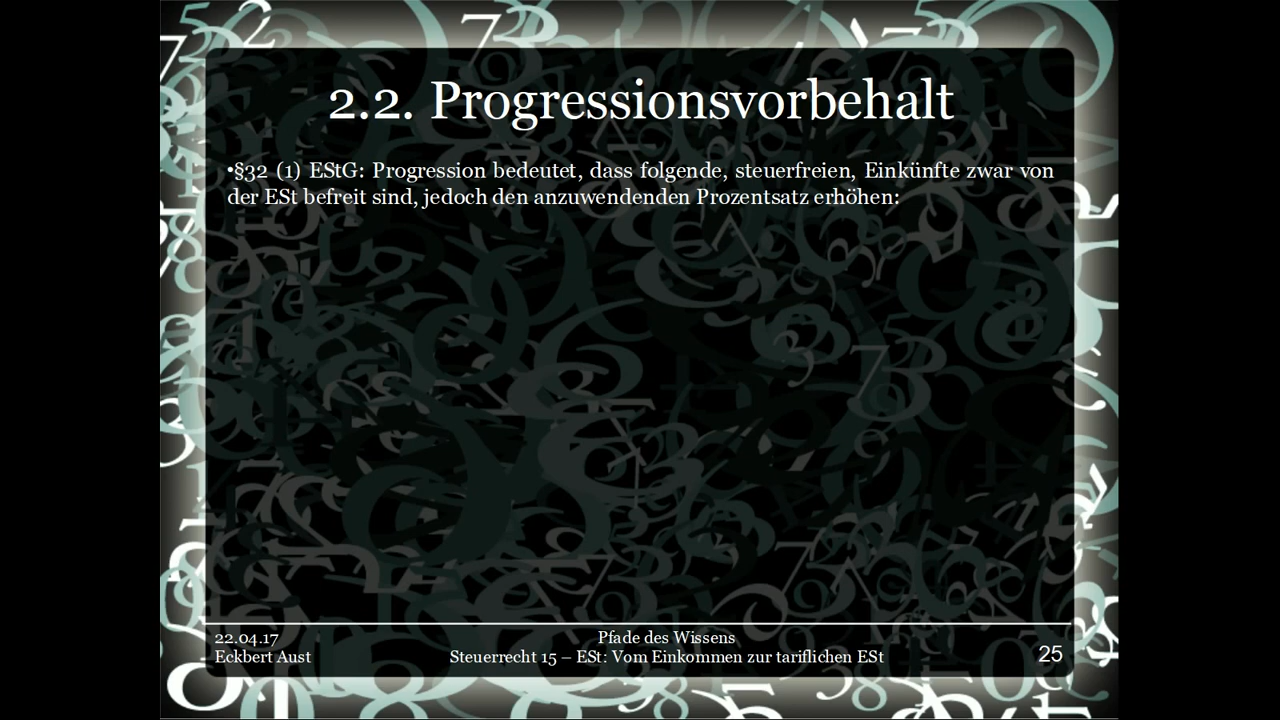 2.2. Progressionsvorbehalt
•§32 (1) EStG: Progression bedeutet, dass folgende, steuerfreien, Einkünfte zwar von
der ESt befreit sind, jedoch den anzuwendenden Prozentsatz erhöhen:
22.04.17
Eckbert Aust
Pfade des Wissens
Steuerrecht 15 – ESt: Vom Einkommen zur tariflichen ESt
25